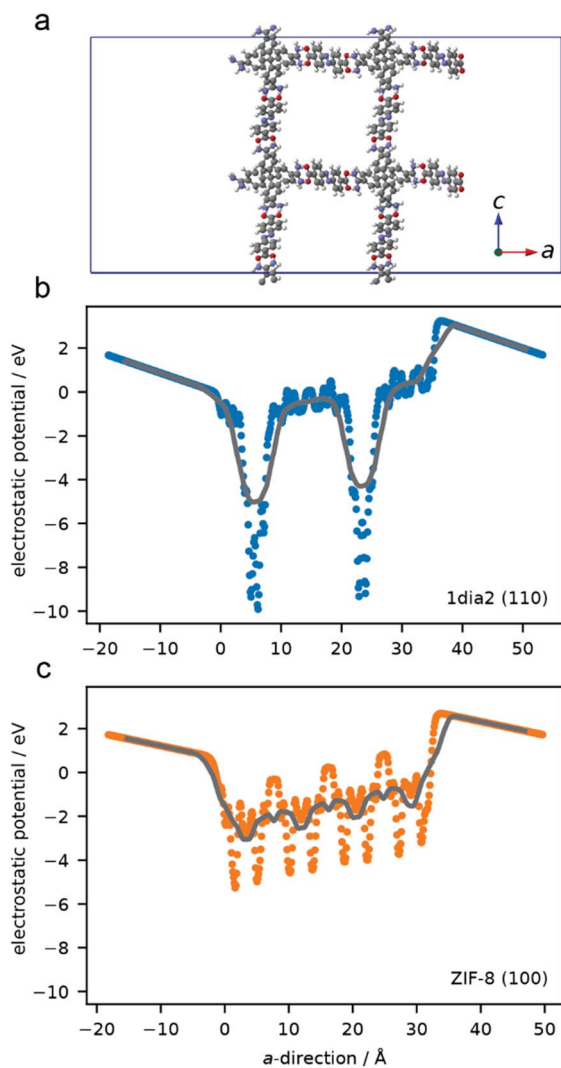 a
c
a
b
electrostatic potential / eV
2
0
−2
−4
−6
−8
−10
1dia2 (110)
−20 −10 0 10 20 30 40 50
c
electrostatic potential / eV
2
0
−2
−4
−6
−8
−10
ZIF-8 (100)
−20 −10 0 10 20 30 40 50
a-direction / Å